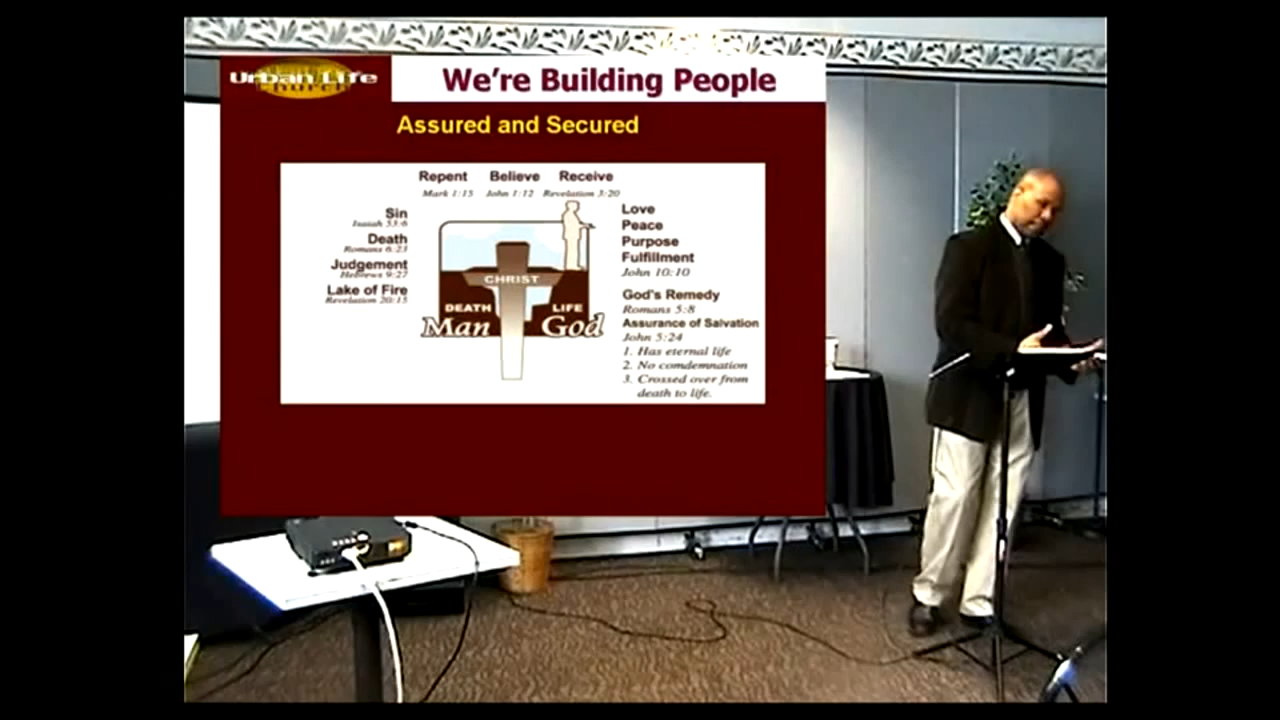 Urban Life
Church
We're Building People
Assured and Secured
Repent Believe Receive
Mark 1:15 John 1:12 Revelation 3:20
Sin
Isaiah 53:6
Death
Romans 6:23
Judgement
Hebrews 9:27
Lake of Fire
Revelation 20:15
CHRIST
DEATH LIFE
Man God
Love
Peace
Purpose
Fulfillment
John 10:10
God's Remedy
Romans 5:8
Assurance of Salvation
John 5:24
1. Has eternal life
2. No comdemnation
3. Crossed over from
death to life.